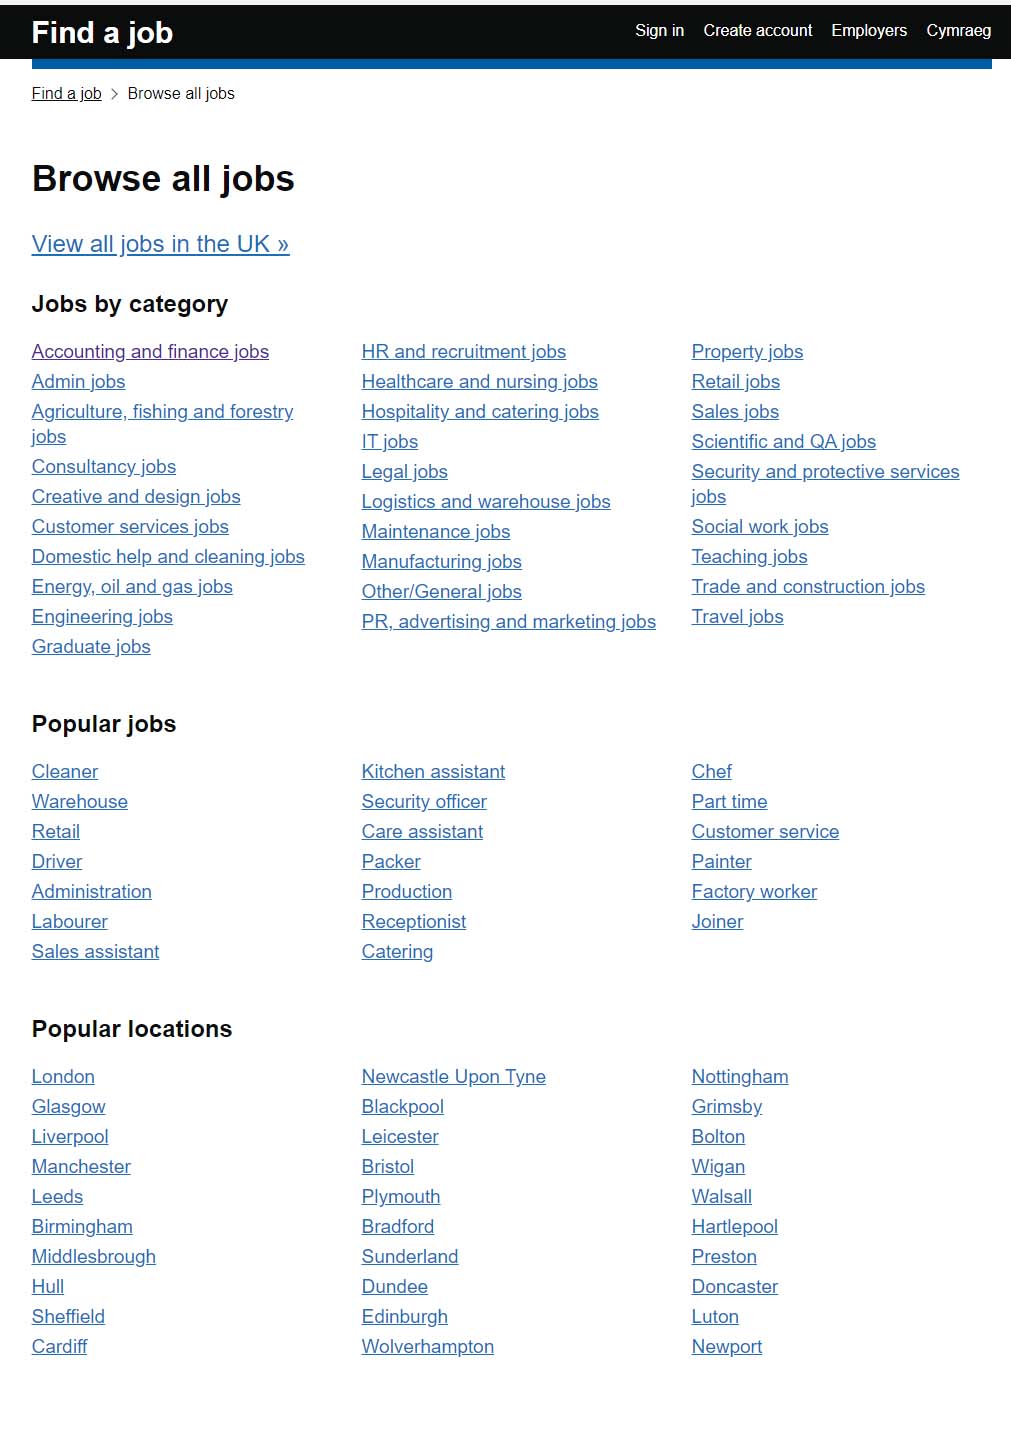 Find a job
Sign in Create account Employers Cymraeg
Find a job > Browse all jobs
Browse all jobs
View all jobs in the UK »
Jobs by category
Accounting and finance jobs
Admin jobs
Agriculture, fishing and forestry
jobs
Consultancy jobs
Creative and design jobs
Customer services jobs
Domestic help and cleaning jobs
Energy, oil and gas jobs
Engineering jobs
Graduate jobs
HR and recruitment jobs
Healthcare and nursing jobs
Hospitality and catering jobs
IT jobs
Legal jobs
Logistics and warehouse jobs
Maintenance jobs
Manufacturing jobs
Other/General jobs
PR, advertising and marketing jobs
Property jobs
Retail jobs
Sales jobs
Scientific and QA jobs
Security and protective services
jobs
Social work jobs
Teaching jobs
Trade and construction jobs
Travel jobs
Popular jobs
Cleaner
Warehouse
Retail
Driver
Administration
Labourer
Sales assistant
Kitchen assistant
Security officer
Care assistant
Packer
Production
Receptionist
Catering
Chef
Part time
Customer service
Painter
Factory worker
Joiner
Popular locations
London
Glasgow
Liverpool
Manchester
Leeds
Birmingham
Middlesbrough
Hull
Sheffield
Cardiff
Newcastle Upon Tyne
Blackpool
Leicester
Bristol
Plymouth
Bradford
Sunderland
Dundee
Edinburgh
Wolverhampton
Nottingham
Grimsby
Bolton
Wigan
Walsall
Hartlepool
Preston
Doncaster
Luton
Newport